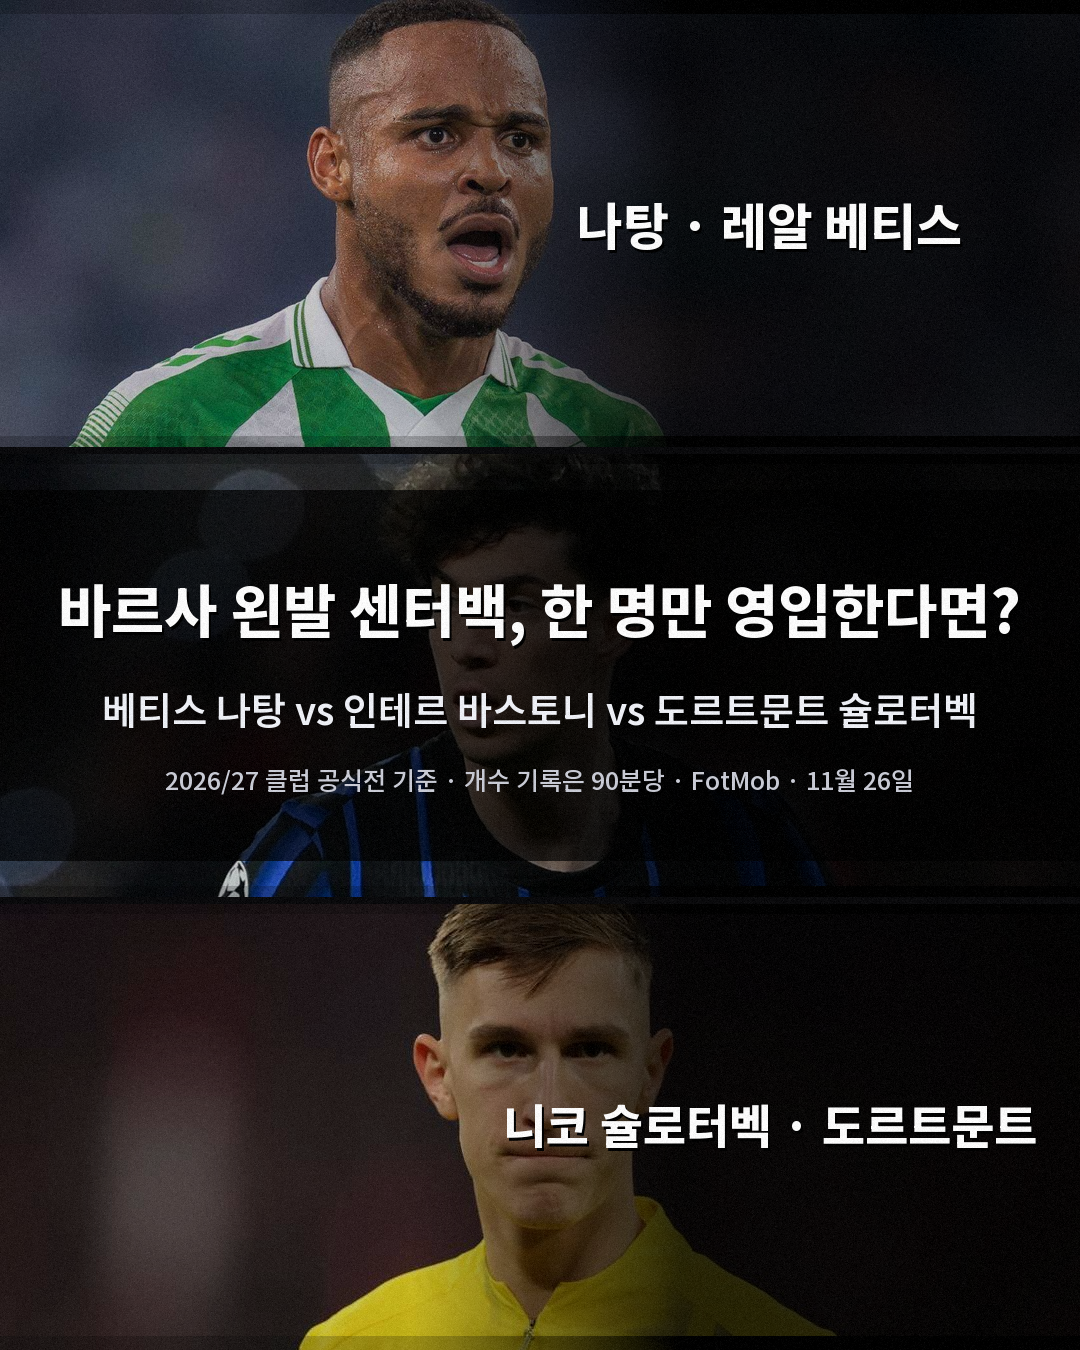 나탕 · 레알 베티스
바르사 왼발 센터백, 한 명만 영입한다면?
베티스 나탕 vs 인테르 바스토니 vs 도르트문트 슐로터벡
2026/27 클럽 공식전 기준 · 개수 기록은 90분당 · FotMob · 11월 26일
니코 슐로터벡 · 도르트문트